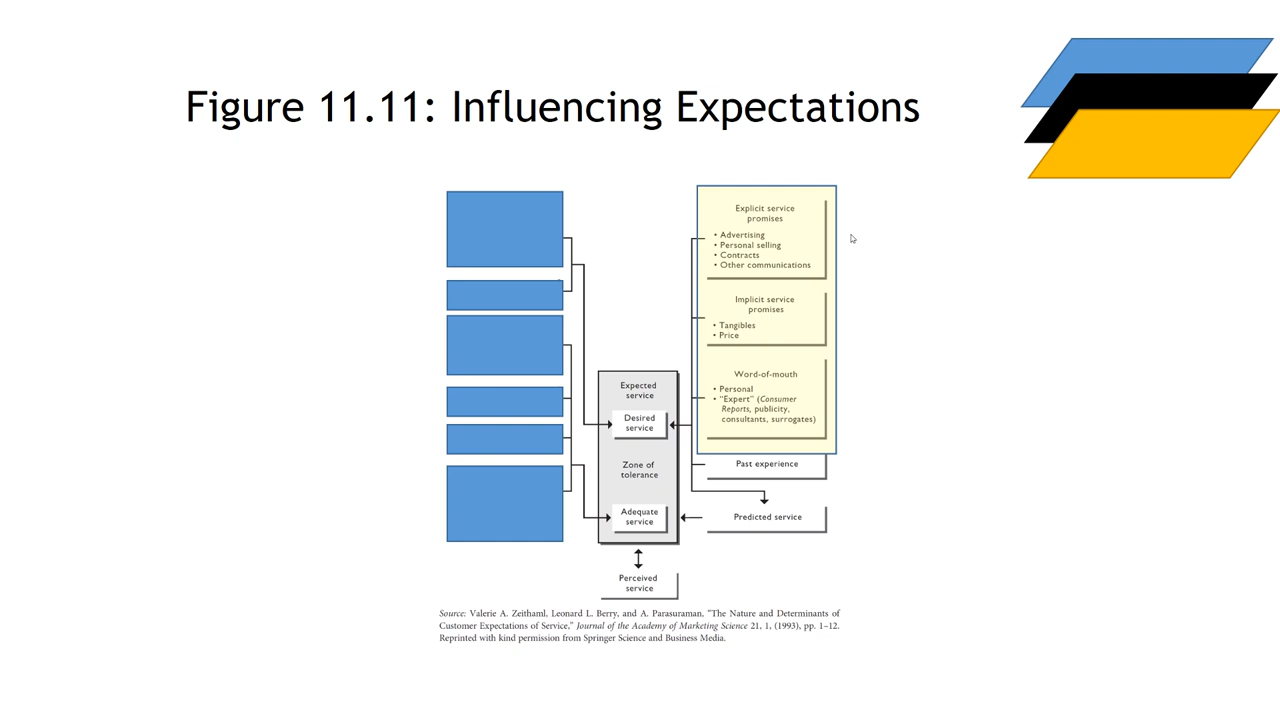 Figure 11.11: Influencing Expectations
Explicit service
promises
• Advertising
• Personal selling
• Contracts
• Other communications
Implicit service
promises
• Tangibles
• Price
Word-of-mouth
• Personal
• “Expert” (Consumer
Reports, publicity,
consultants, surrogates)
Past experience
Predicted service
Expected
service
Desired
service
Zone of
tolerance
Adequate
service
Perceived
service
Source: Valerie A. Zeithaml, Leonard L. Berry, and A. Parasuraman, “The Nature and Determinants of
Customer Expectations of Service,” Journal of the Academy of Marketing Science 21, 1, (1993), pp. 1–12.
Reprinted with kind permission from Springer Science and Business Media.